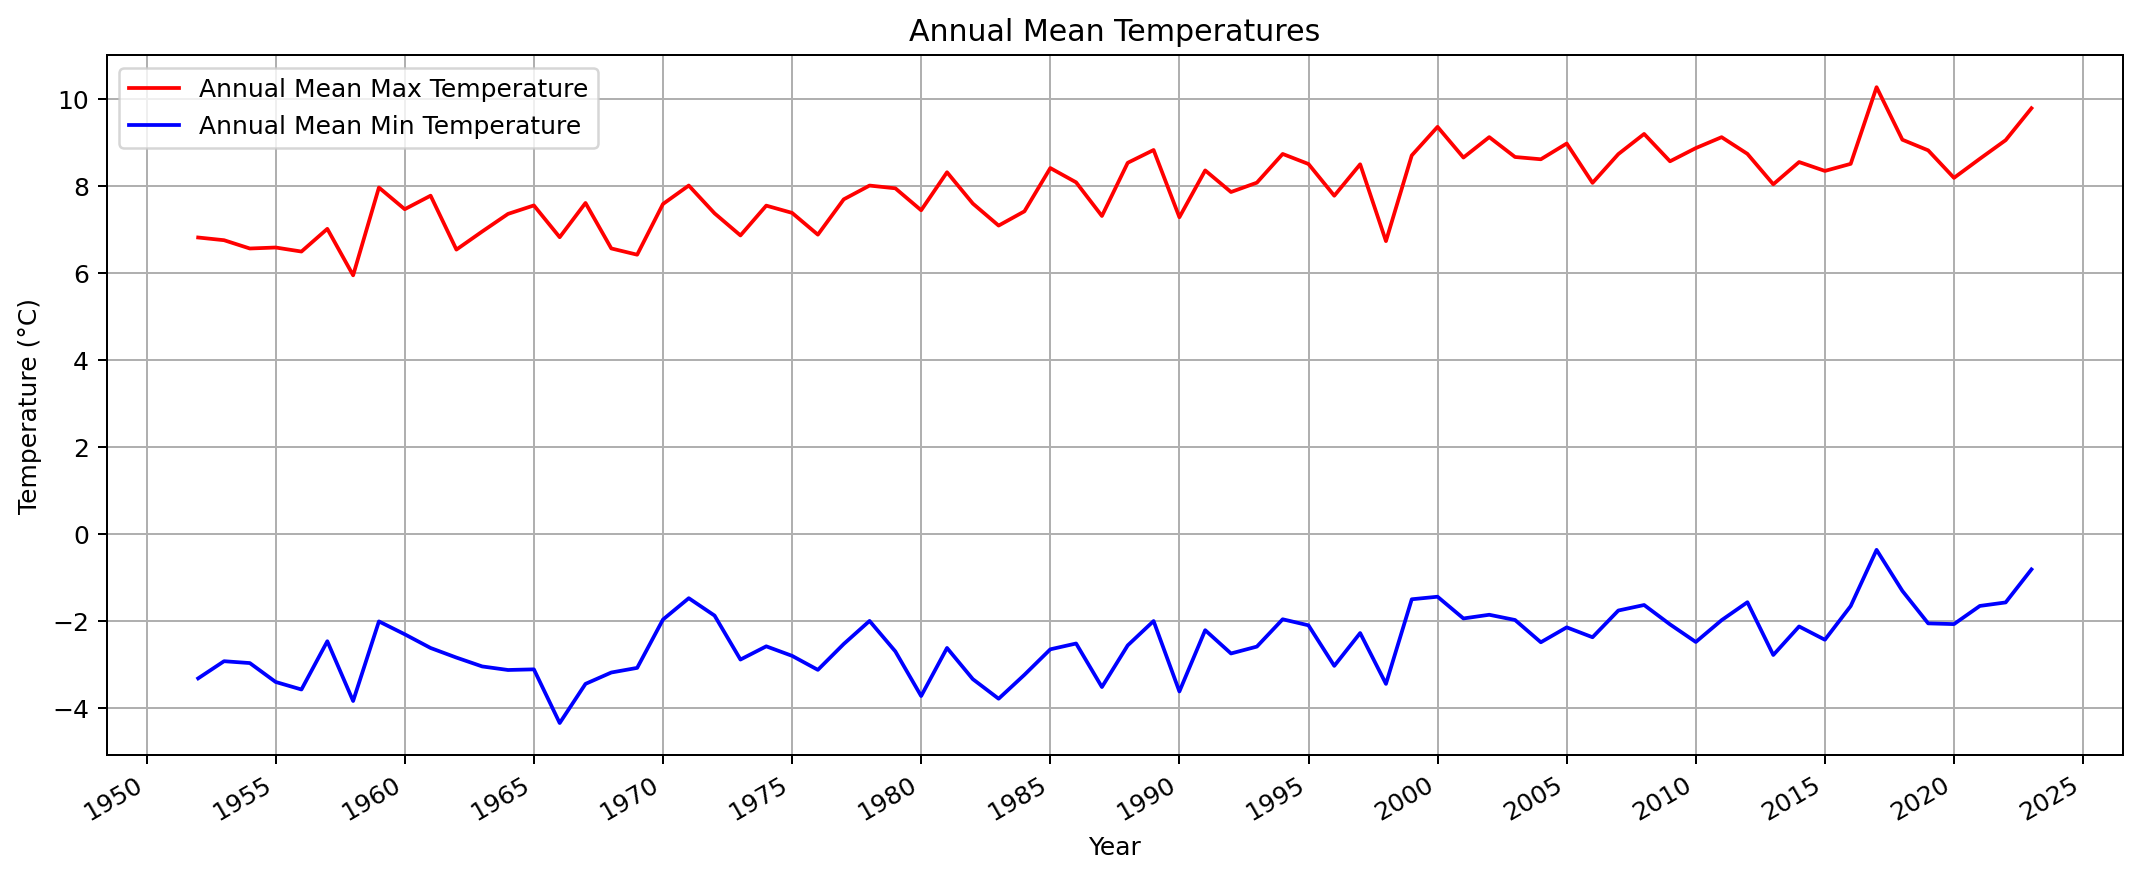 Annual Mean Temperatures
Annual Mean Max Temperature
Annual Mean Min Temperature
10
8
6
4
2
0
−2
−4
Temperature (°C)
1950 1955 1960 1965 1970 1975 1980 1985 1990 1995 2000 2005 2010 2015 2020 2025
Year